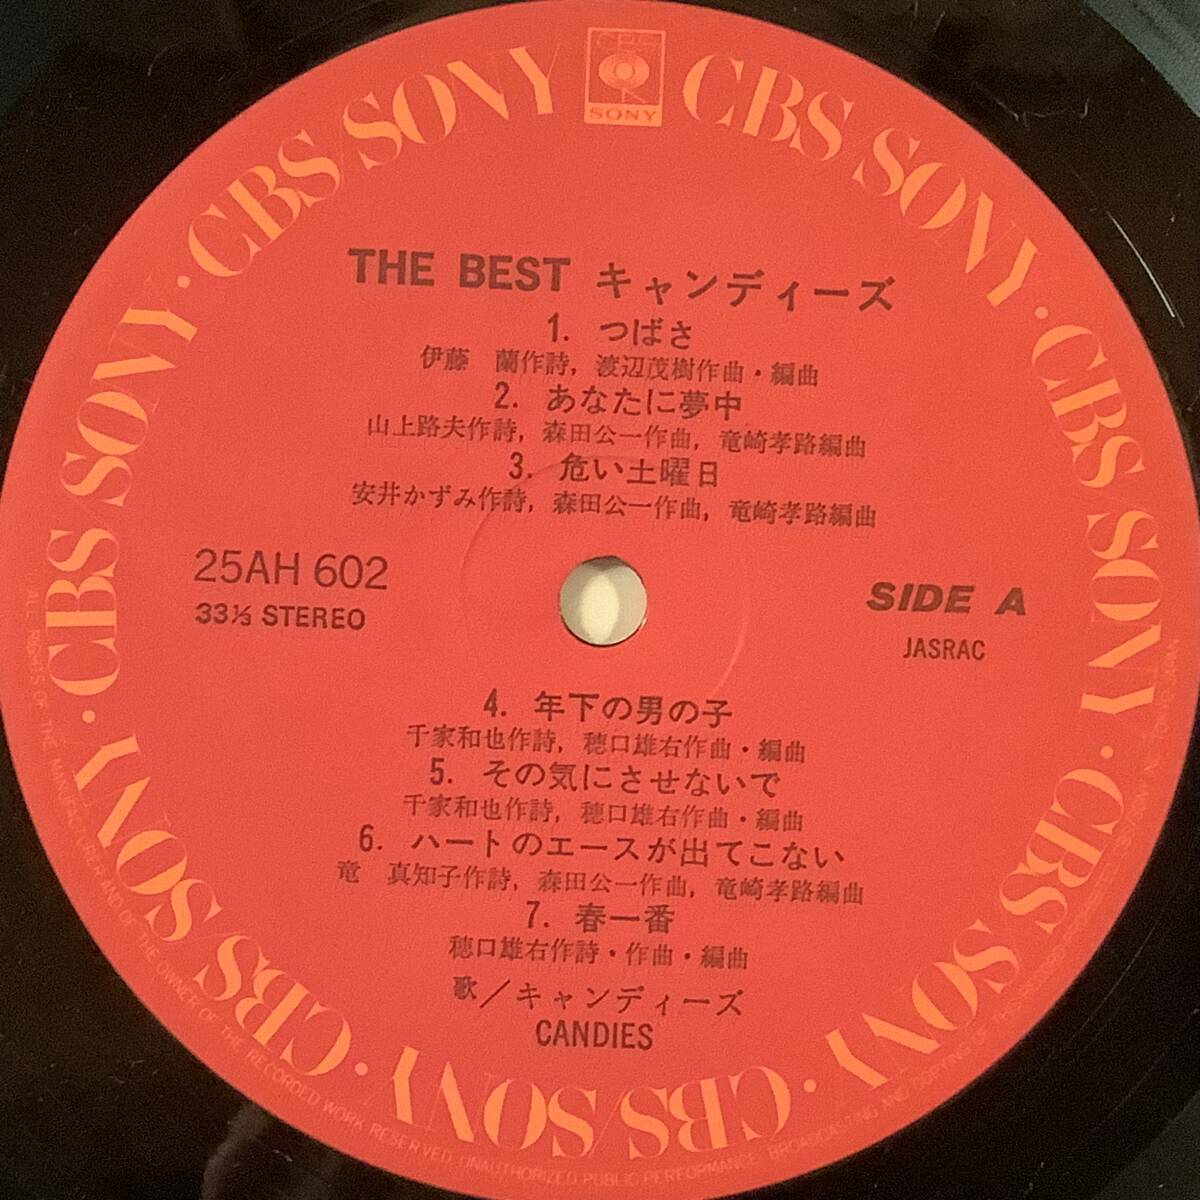 CBS
SONY
CBS/SONY · CBS SONY · CBS SONY · CBS SONY · CBS/SONY · CBS/SONY · CBS/SONY · CBS SONY ·
THE BEST キャンディーズ
1. つばさ
伊藤 蘭作詩, 渡辺茂樹作曲・編曲
2. あなたに夢中
山上路夫作詩, 森田公一作曲, 竜崎孝路編曲
3. 危い土曜日
安井かずみ作詩, 森田公一作曲, 竜崎孝路編曲
25AH 602
33⅓ STEREO
SIDE A
JASRAC
4. 年下の男の子
千家和也作詩, 穂口雄右作曲・編曲
5. その気にさせないで
千家和也作詩, 穂口雄右作曲・編曲
6. ハートのエースが出てこない
竜 真知子作詩, 森田公一作曲, 竜崎孝路編曲
7. 春一番
穂口雄右作詩・作曲・編曲
歌／キャンディーズ
CANDIES
ALL RIGHTS OF THE MANUFACTURER AND OF THE OWNER OF THE RECORDED WORK RESERVED. UNAUTHORIZED PUBLIC PERFORMANCE, BROADCASTING AND COPYING OF THIS RECORD